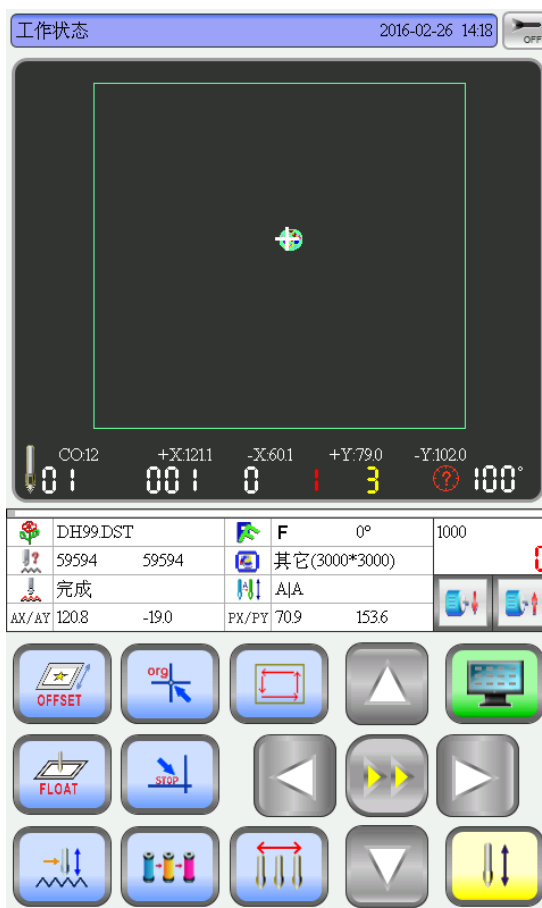 工作状态 2016-02-26 14:18
OFF
CO:12 +X:121.1 -X:60.1 +Y:79.0 -Y:102.0
01 001 0 1 3 ? 100°
DH99.DST F 0° 1000
59594 59594 其它(3000*3000)
完成 A|A
AX/AY 120.8 -19.0 PX/PY 70.9 153.6
org
OFFSET
STOP
FLOAT